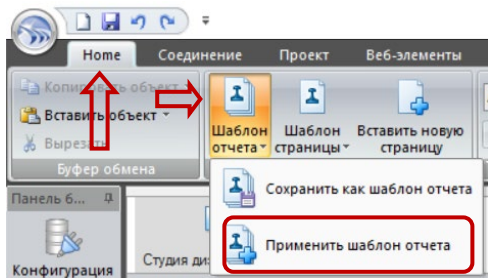 Home Соединение Проект Веб-элементы
Копировать объект
Вставить объект
Вырезать
Буфер обмена
Шаблон отчета
Шаблон страницы
Вставить новую страницу
Сохранить как шаблон отчета
Применить шаблон отчета
Панель б...
Конфигурация
Студия